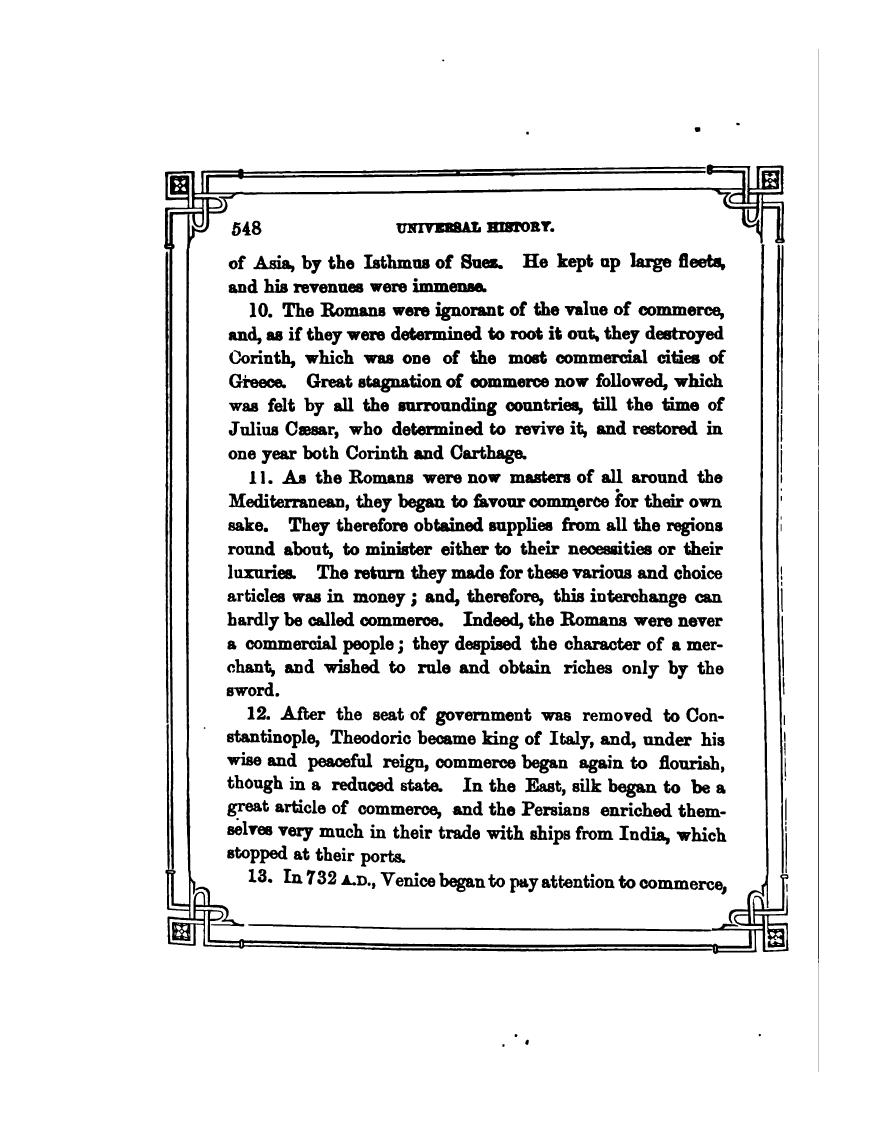 548 UNIVERSAL HISTORY.
of Asia, by the Isthmus of Suez. He kept up large fleets,
and his revenues were immense.
10. The Romans were ignorant of the value of commerce,
and, as if they were determined to root it out, they destroyed
Corinth, which was one of the most commercial cities of
Greece. Great stagnation of commerce now followed, which
was felt by all the surrounding countries, till the time of
Julius Cæsar, who determined to revive it, and restored in
one year both Corinth and Carthage.
11. As the Romans were now masters of all around the
Mediterranean, they began to favour commerce for their own
sake. They therefore obtained supplies from all the regions
round about, to minister either to their necessities or their
luxuries. The return they made for these various and choice
articles was in money ; and, therefore, this interchange can
hardly be called commerce. Indeed, the Romans were never
a commercial people ; they despised the character of a mer-
chant, and wished to rule and obtain riches only by the
sword.
12. After the seat of government was removed to Con-
stantinople, Theodoric became king of Italy, and, under his
wise and peaceful reign, commerce began again to flourish,
though in a reduced state. In the East, silk began to be a
great article of commerce, and the Persians enriched them-
selves very much in their trade with ships from India, which
stopped at their ports.
13. In 732 A.D., Venice began to pay attention to commerce,